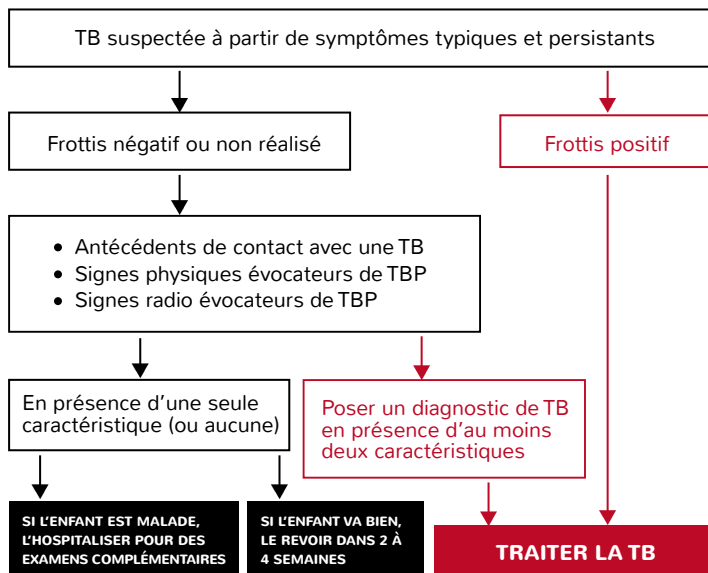 TB suspectée à partir de symptômes typiques et persistants
Frottis négatif ou non réalisé
Frottis positif
• Antécédents de contact avec une TB
• Signes physiques évocateurs de TBP
• Signes radio évocateurs de TBP
En présence d'une seule
caractéristique (ou aucune)
Poser un diagnostic de TB
en présence d'au moins
deux caractéristiques
SI L'ENFANT EST MALADE,
L'HOSPITALISER POUR DES
EXAMENS COMPLÉMENTAIRES
SI L'ENFANT VA BIEN,
LE REVOIR DANS 2 À
4 SEMAINES
TRAITER LA TB